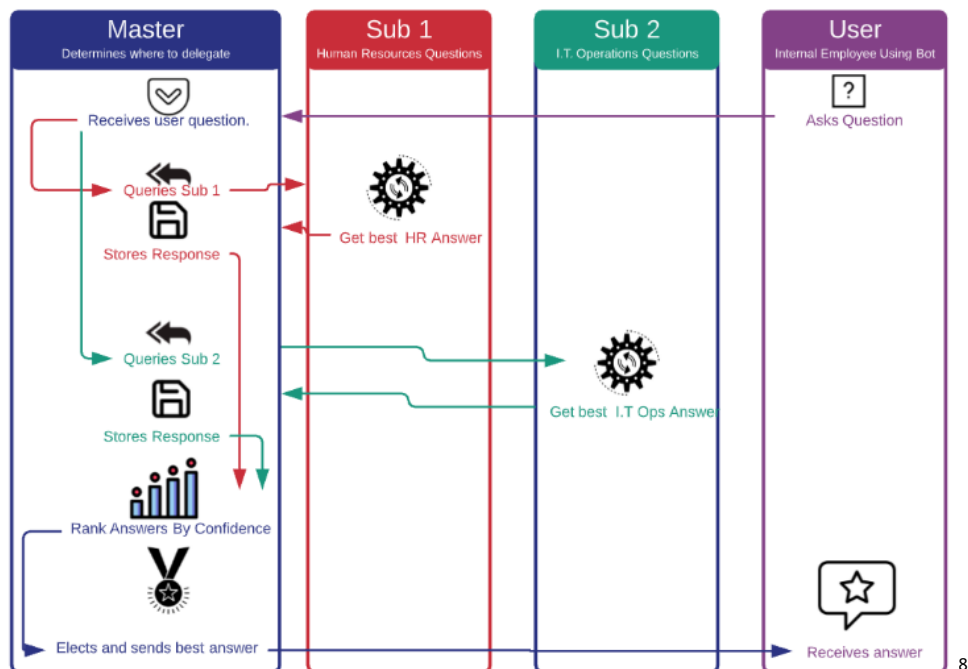 Master
Determines where to delegate
Sub 1
Human Resources Questions
Sub 2
I.T. Operations Questions
User
Internal Employee Using Bot
?
Receives user question.
Asks Question
Queries Sub 1
Get best HR Answer
Stores Response
Queries Sub 2
Get best I.T Ops Answer
Stores Response
Rank Answers By Confidence
Elects and sends best answer
Receives answer
8